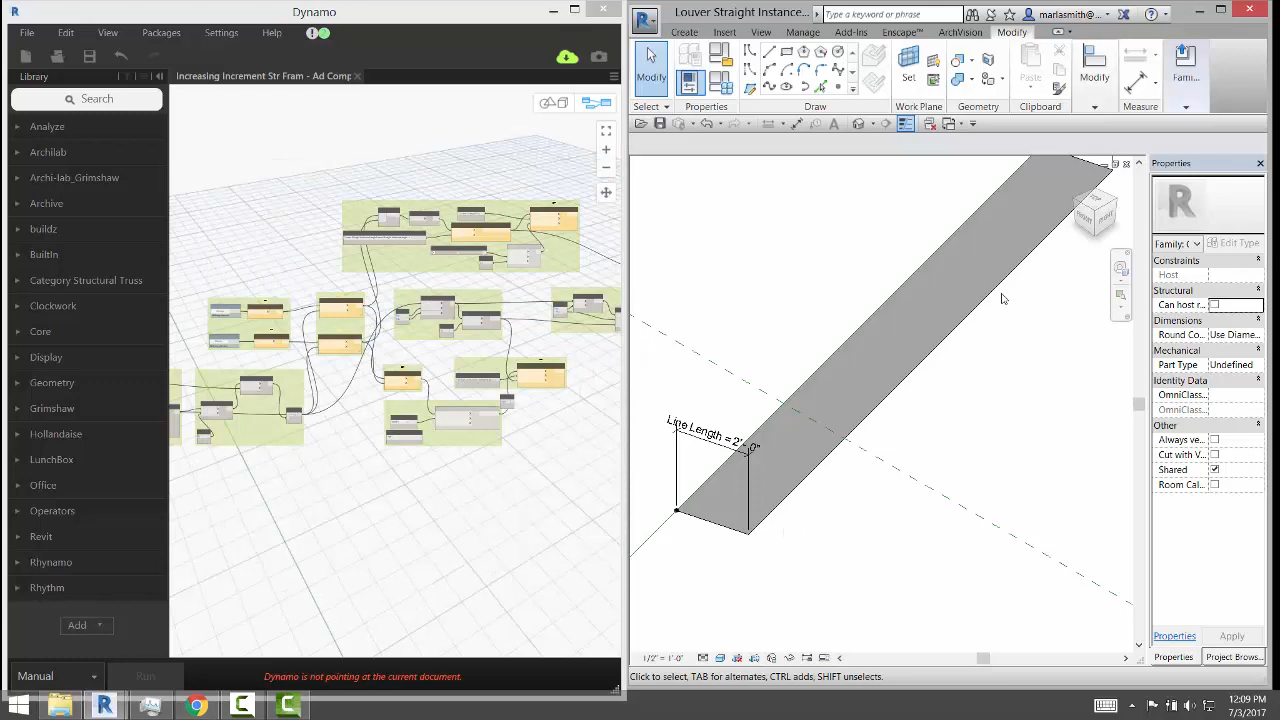 Dynamo
File Edit View Packages Settings Help
Library
Increasing Increment Str Fram - Ad Comp
Search
Analyze
Archilab
Archi-lab_Grimshaw
Archive
buildz
BuiltIn
Category Structural Truss
Clockwork
Core
Display
Geometry
Grimshaw
Hollandaise
LunchBox
Office
Operators
Revit
Rhynamo
Rhythm
Add
Manual
Run
Dynamo is not pointing at the current document.
Louver Straight Instance...
Type a keyword or phrase
marlasmith@...
Create Insert View Manage Add-Ins Enscape™ ArchVision Modify
Modify
Set
Paste
Modify
Fami...
Select Properties Draw Work Plane Geometry Clipboard Measure
Line Length = 2' - 0"
Properties
Family:
Edit Type
Constraints
Host
Structural
Can host r...
Round Co... Use Diame...
Mechanical
Part Type Undefined
Identity Data
OmniClas...
OmniClass...
Other
Always ve...
Cut with V...
Shared
Room Cal...
Properties
Apply
Properties Project Brows...
1/2" = 1'-0"
Click to select, TAB for alternates, CTRL adds, SHIFT unselects.
12:09 PM
7/3/2017